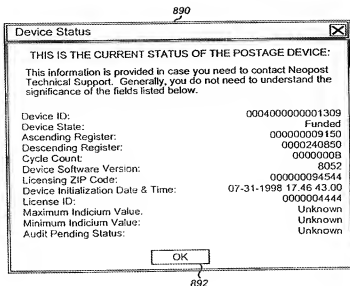 890
Device Status
THIS IS THE CURRENT STATUS OF THE POSTAGE DEVICE:
This information is provided in case you need to contact Neopost
Technical Support. Generally, you do not need to understand the
significance of the fields listed below.
Device ID: 0004000000001309
Device State: Funded
Ascending Register: 000000009150
Descending Register: 0000240850
Cycle Count: 0000000B
Device Software Version: 8052
Licensing ZIP Code: 000000094544
Device Initialization Date & Time: 07-31-1998 17.46 43.00
License ID: 0000004444
Maximum Indicium Value. Unknown
Minimum Indicium Value: Unknown
Audit Pending Status: Unknown
OK
892